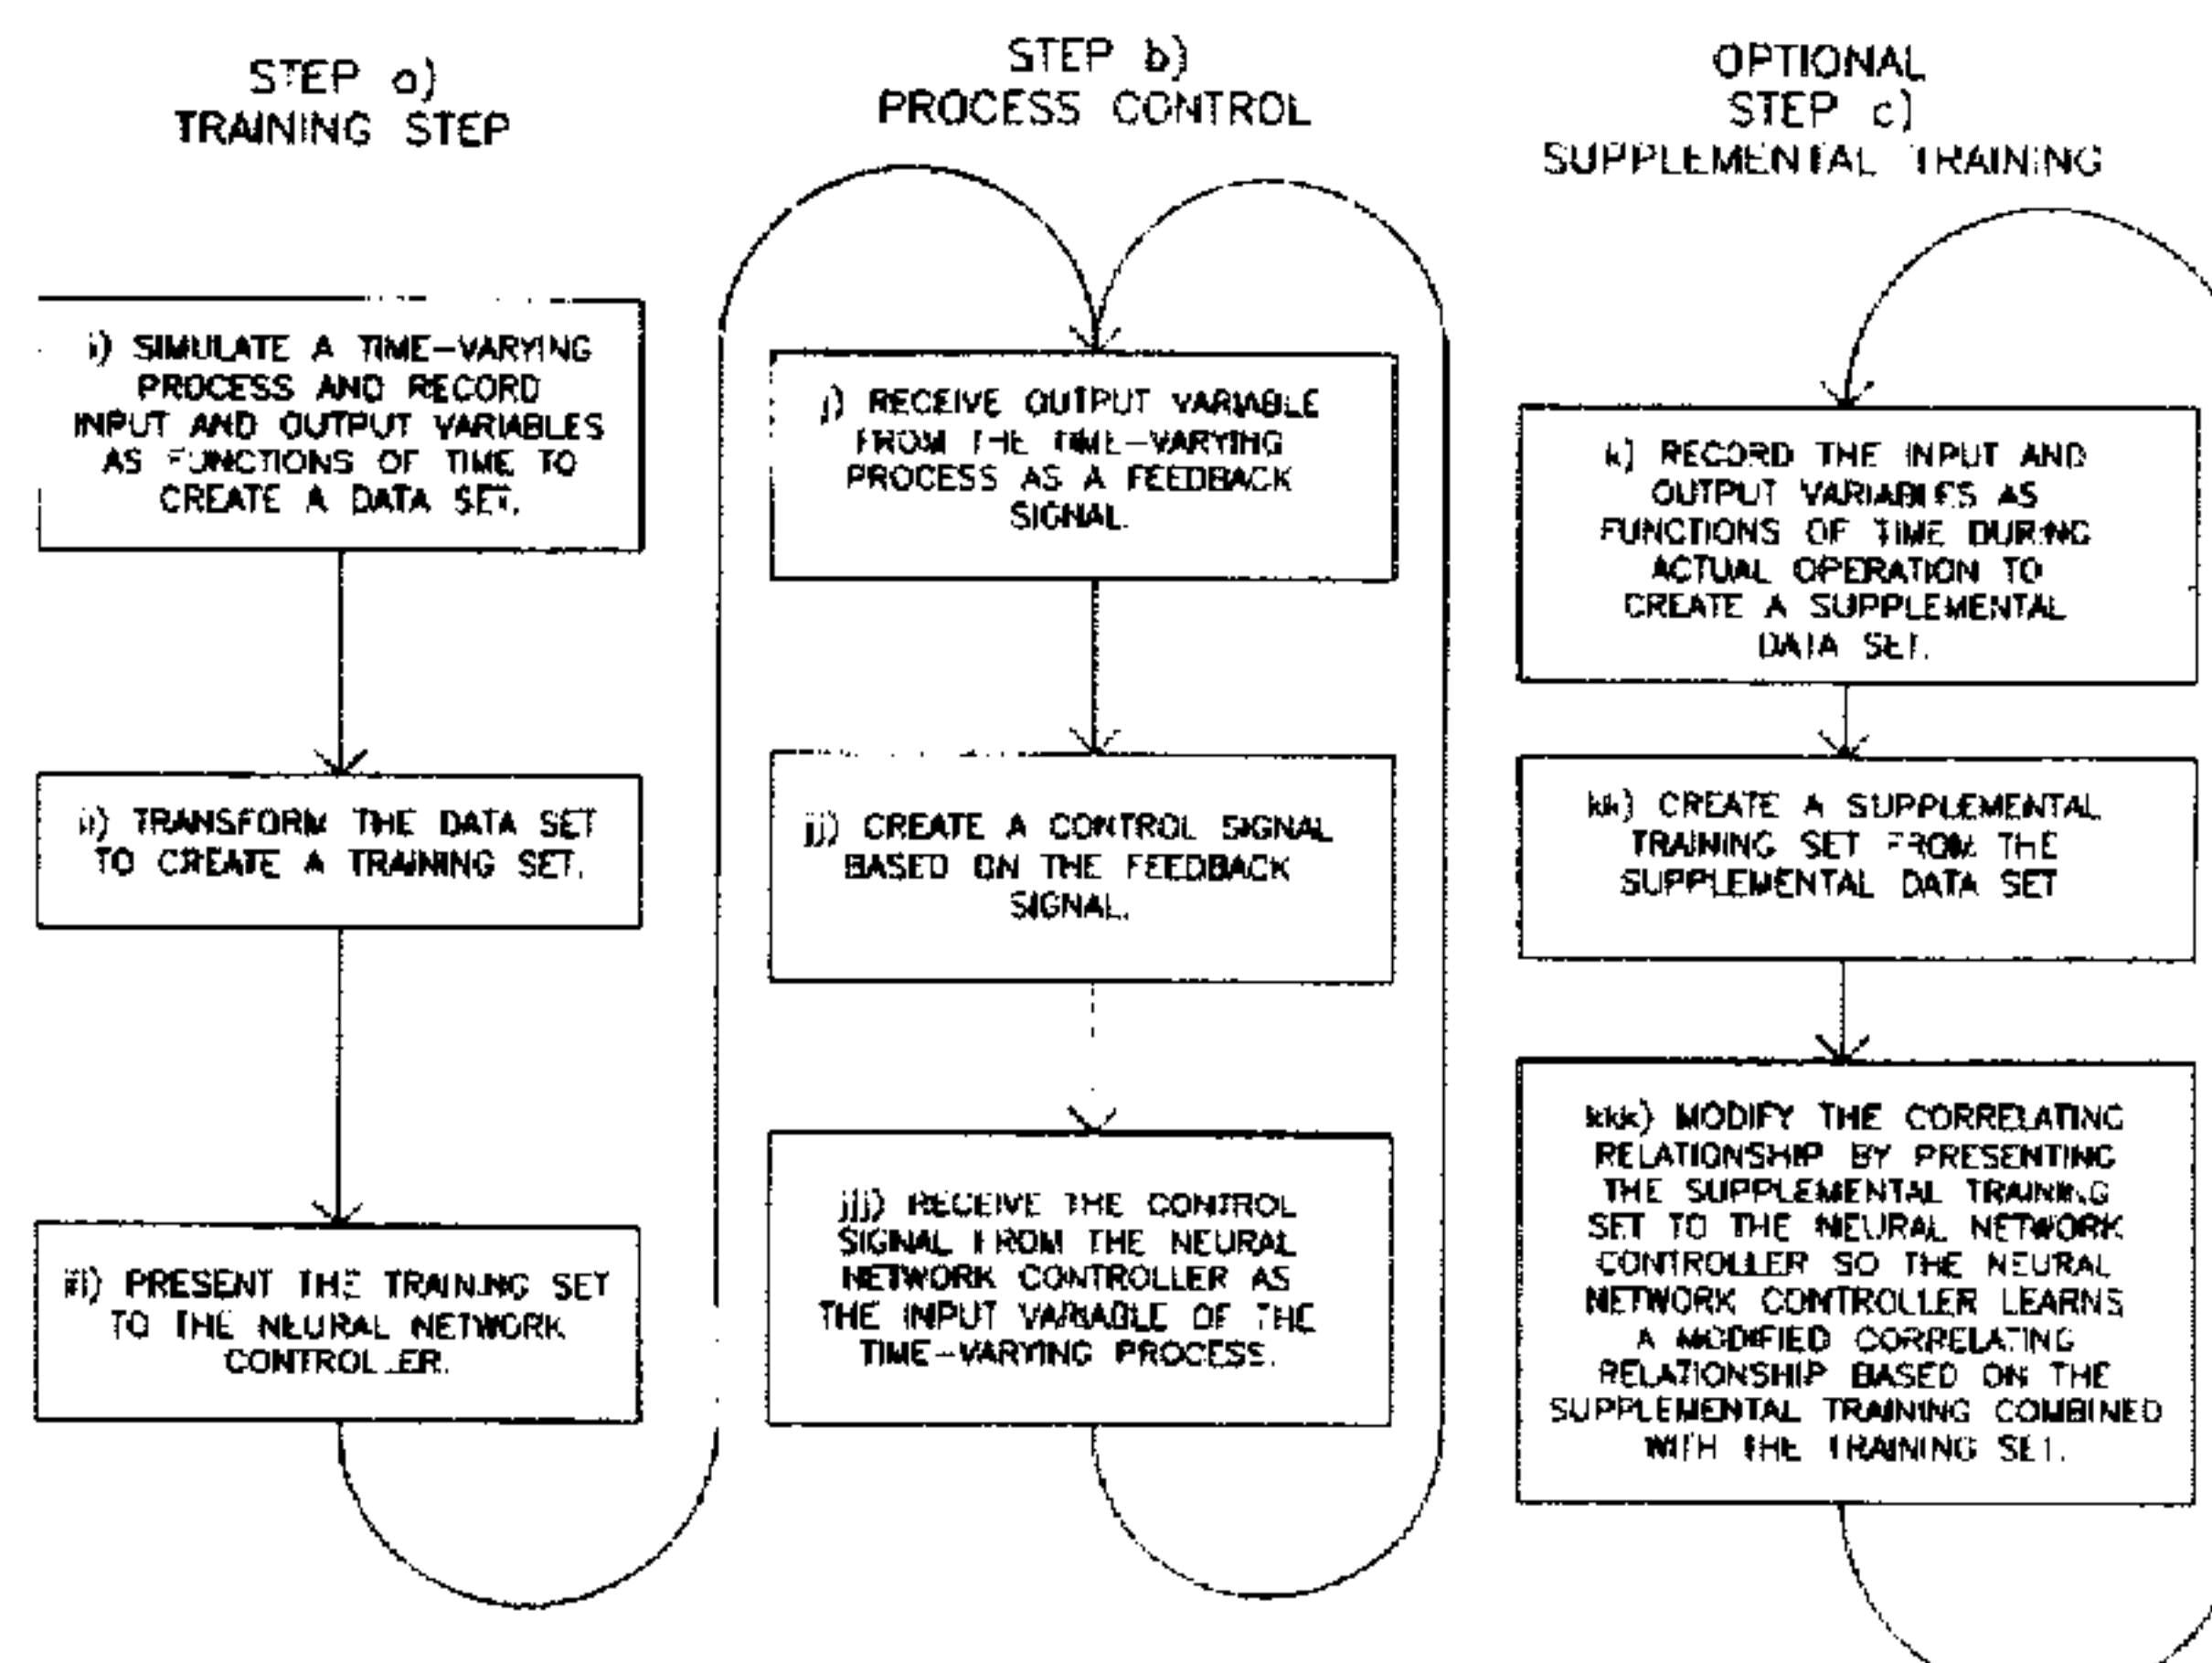 STEP a)
TRAINING STEP
i) SIMULATE A TIME-VARYING
PROCESS AND RECORD
INPUT AND OUTPUT VARIABLES
AS FUNCTIONS OF TIME TO
CREATE A DATA SET.
ii) TRANSFORM THE DATA SET
TO CREATE A TRAINING SET.
iii) PRESENT THE TRAINING SET
TO THE NEURAL NETWORK
CONTROLLER.
STEP b)
PROCESS CONTROL
j) RECEIVE OUTPUT VARIABLE
FROM THE TIME-VARYING
PROCESS AS A FEEDBACK
SIGNAL.
jj) CREATE A CONTROL SIGNAL
BASED ON THE FEEDBACK
SIGNAL.
jjj) RECEIVE THE CONTROL
SIGNAL FROM THE NEURAL
NETWORK CONTROLLER AS
THE INPUT VARIABLE OF THE
TIME-VARYING PROCESS.
OPTIONAL
STEP c)
SUPPLEMENTAL TRAINING
k) RECORD THE INPUT AND
OUTPUT VARIABLES AS
FUNCTIONS OF TIME DURING
ACTUAL OPERATION TO
CREATE A SUPPLEMENTAL
DATA SET.
kk) CREATE A SUPPLEMENTAL
TRAINING SET FROM THE
SUPPLEMENTAL DATA SET
kkk) MODIFY THE CORRELATING
RELATIONSHIP BY PRESENTING
THE SUPPLEMENTAL TRAINING
SET TO THE NEURAL NETWORK
CONTROLLER SO THE NEURAL
NETWORK CONTROLLER LEARNS
A MODIFIED CORRELATING
RELATIONSHIP BASED ON THE
SUPPLEMENTAL TRAINING COMBINED
WITH THE TRAINING SET.